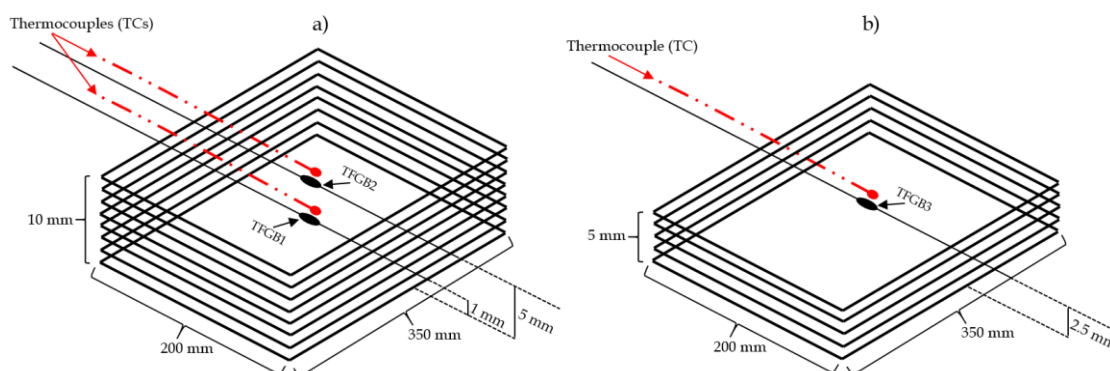 a)
Thermocouples (TCs)
TFGB2
TFGB1
10 mm
1 mm
5 mm
350 mm
200 mm
b)
Thermocouple (TC)
TFGB3
5 mm
2.5 mm
350 mm
200 mm